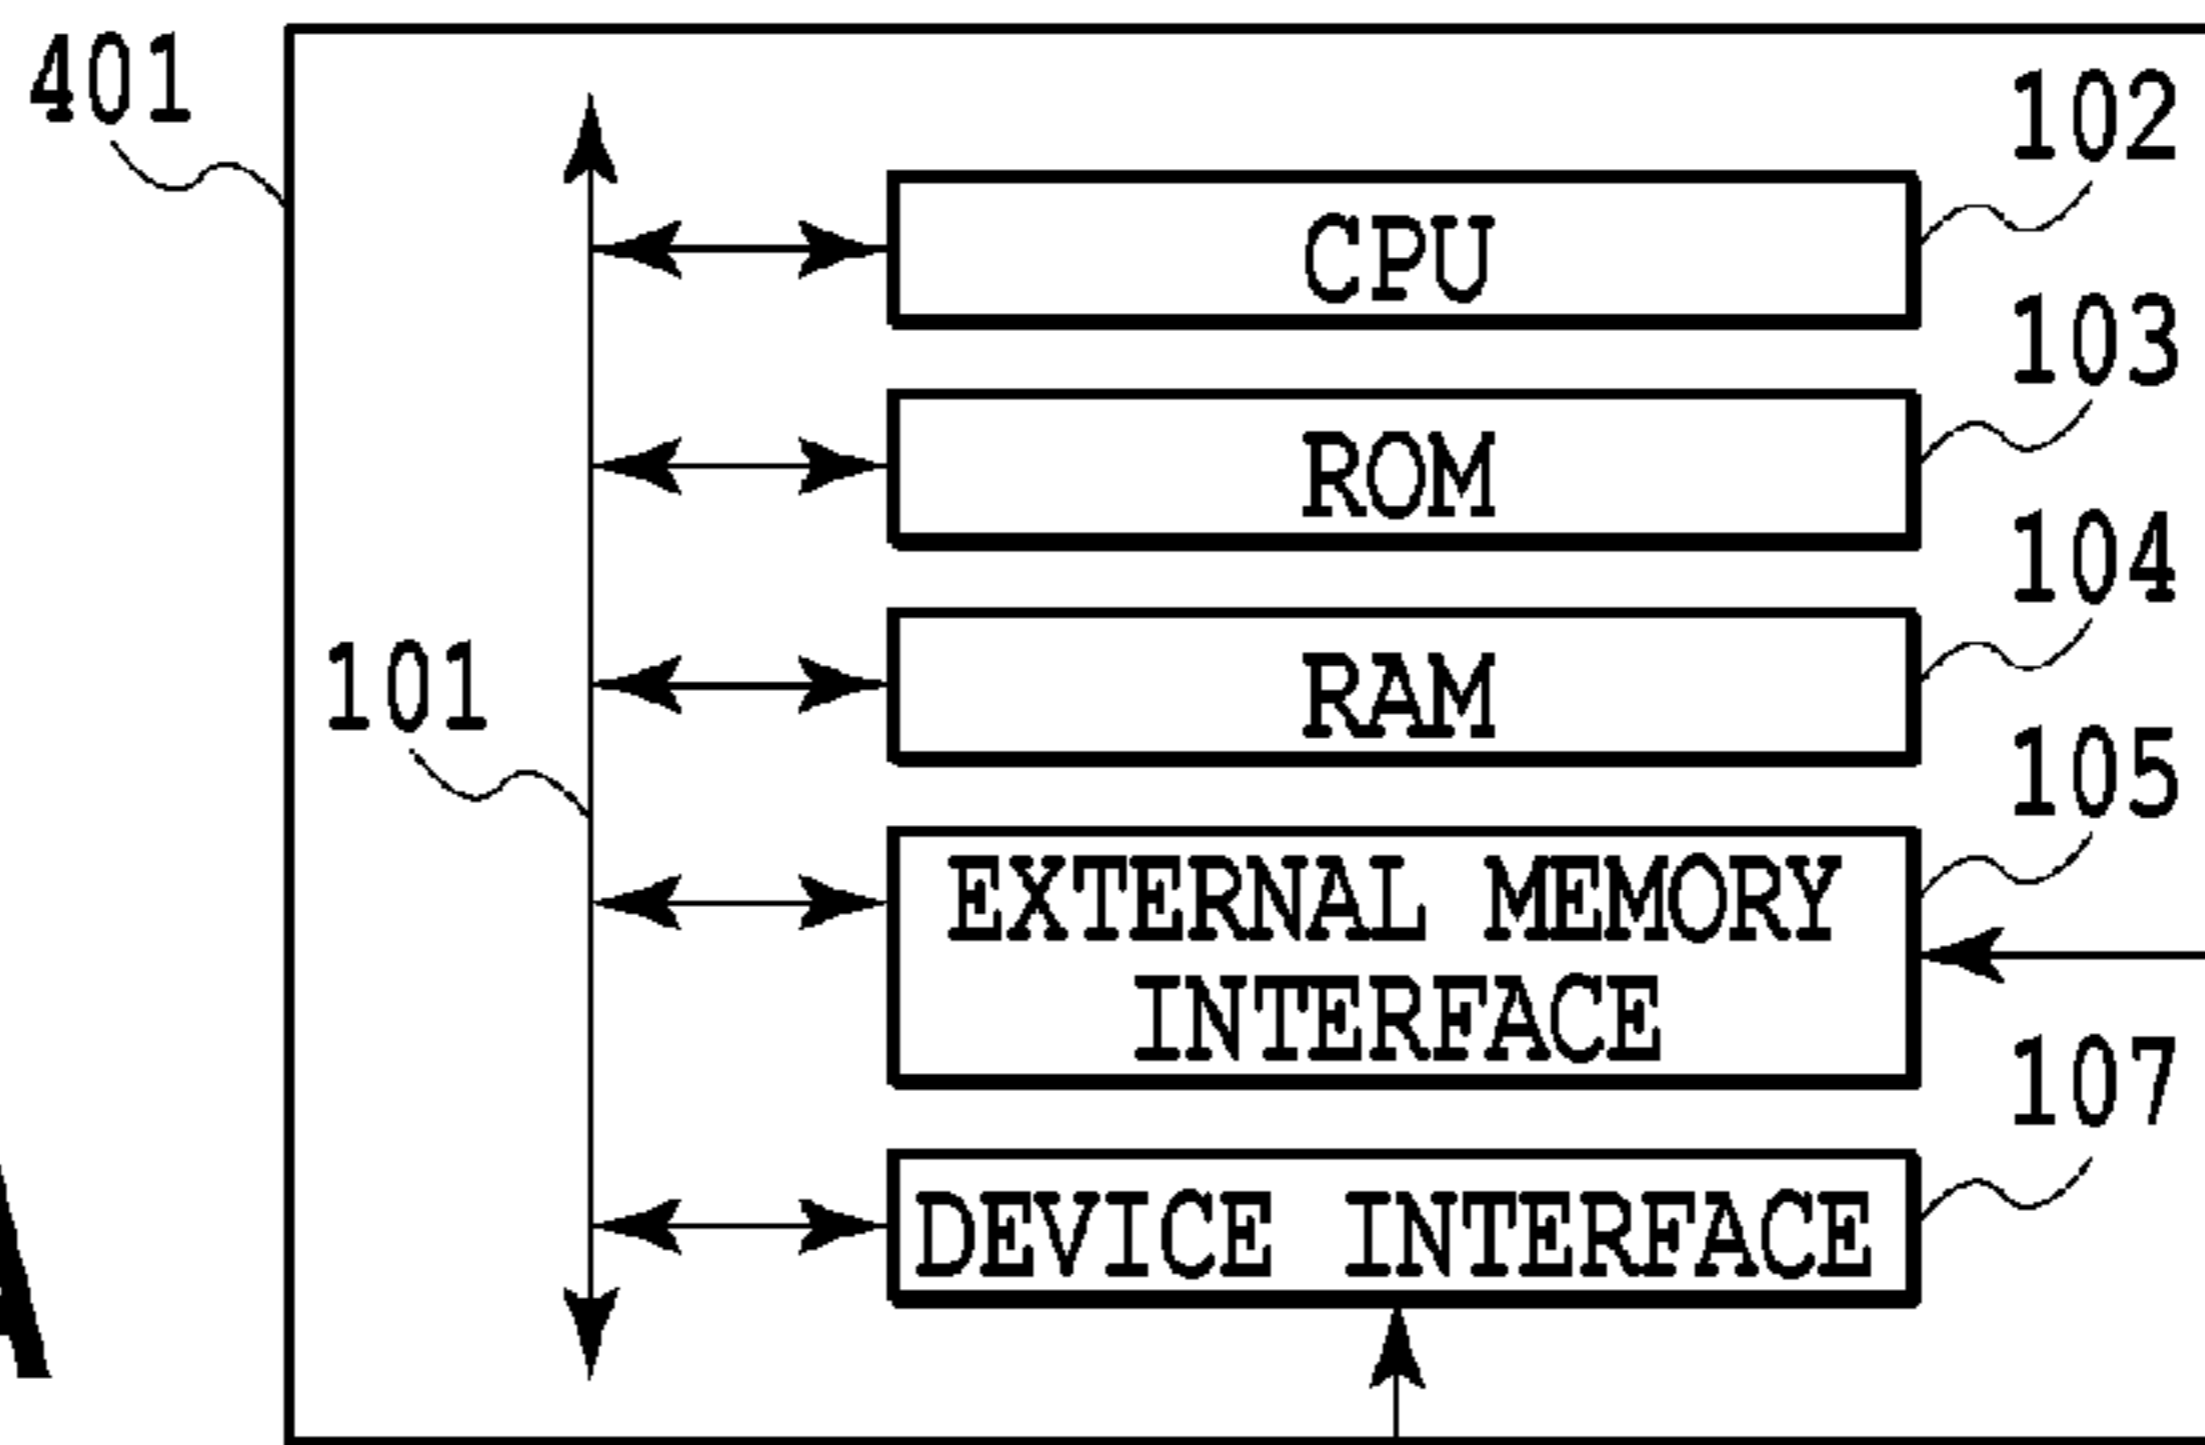 401
102
CPU
103
ROM
104
RAM
101
105
EXTERNAL MEMORY
INTERFACE
107
DEVICE INTERFACE
A